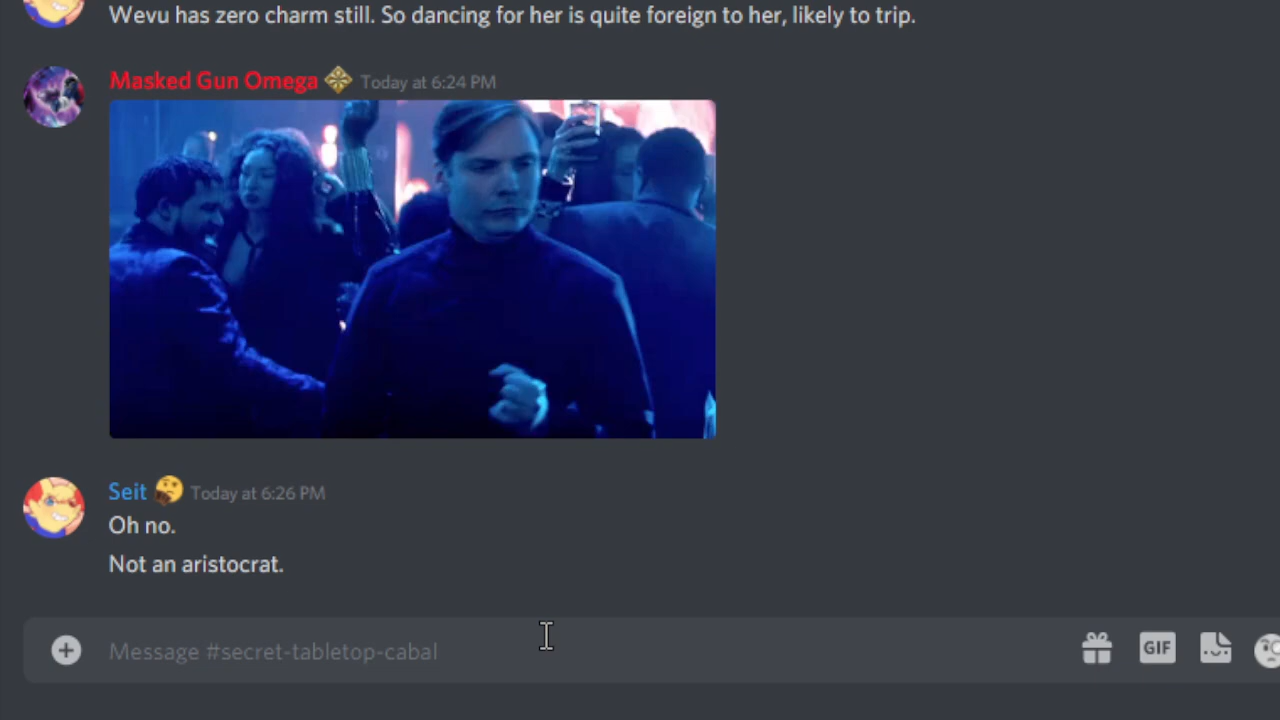 Wevu has zero charm still. So dancing for her is quite foreign to her, likely to trip.
Masked Gun Omega Today at 6:24 PM
Seit Today at 6:26 PM
Oh no.
Not an aristocrat.
Message #secret-tabletop-cabal
GIF